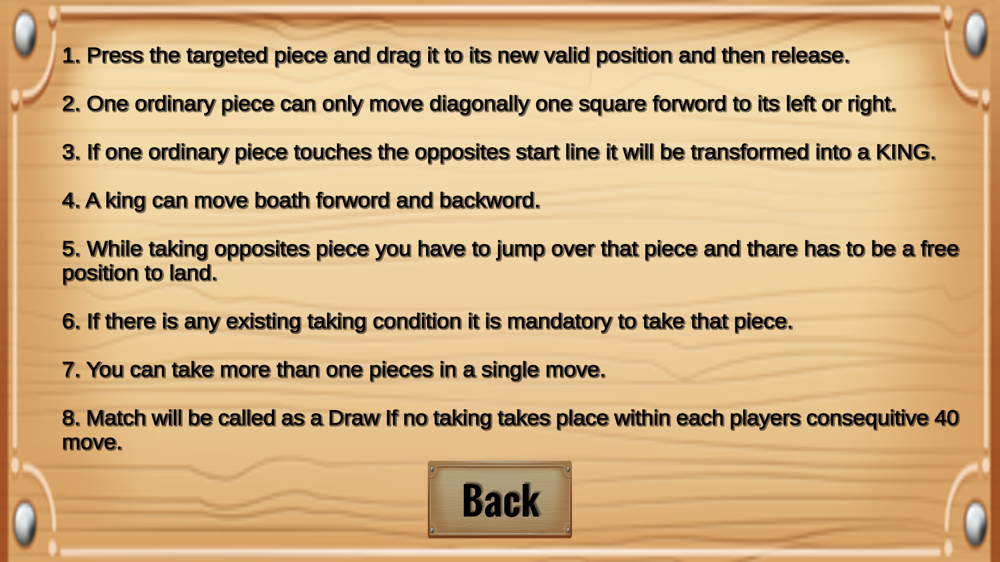 1. Press the targeted piece and drag it to its new valid position and then release.
2. One ordinary piece can only move diagonally one square forword to its left or right.
3. If one ordinary piece touches the opposites start line it will be transformed into a KING.
4. A king can move boath forword and backword.
5. While taking opposites piece you have to jump over that piece and thare has to be a free
position to land.
6. If there is any existing taking condition it is mandatory to take that piece.
7. You can take more than one pieces in a single move.
8. Match will be called as a Draw If no taking takes place within each players consequitive 40
move.
Back